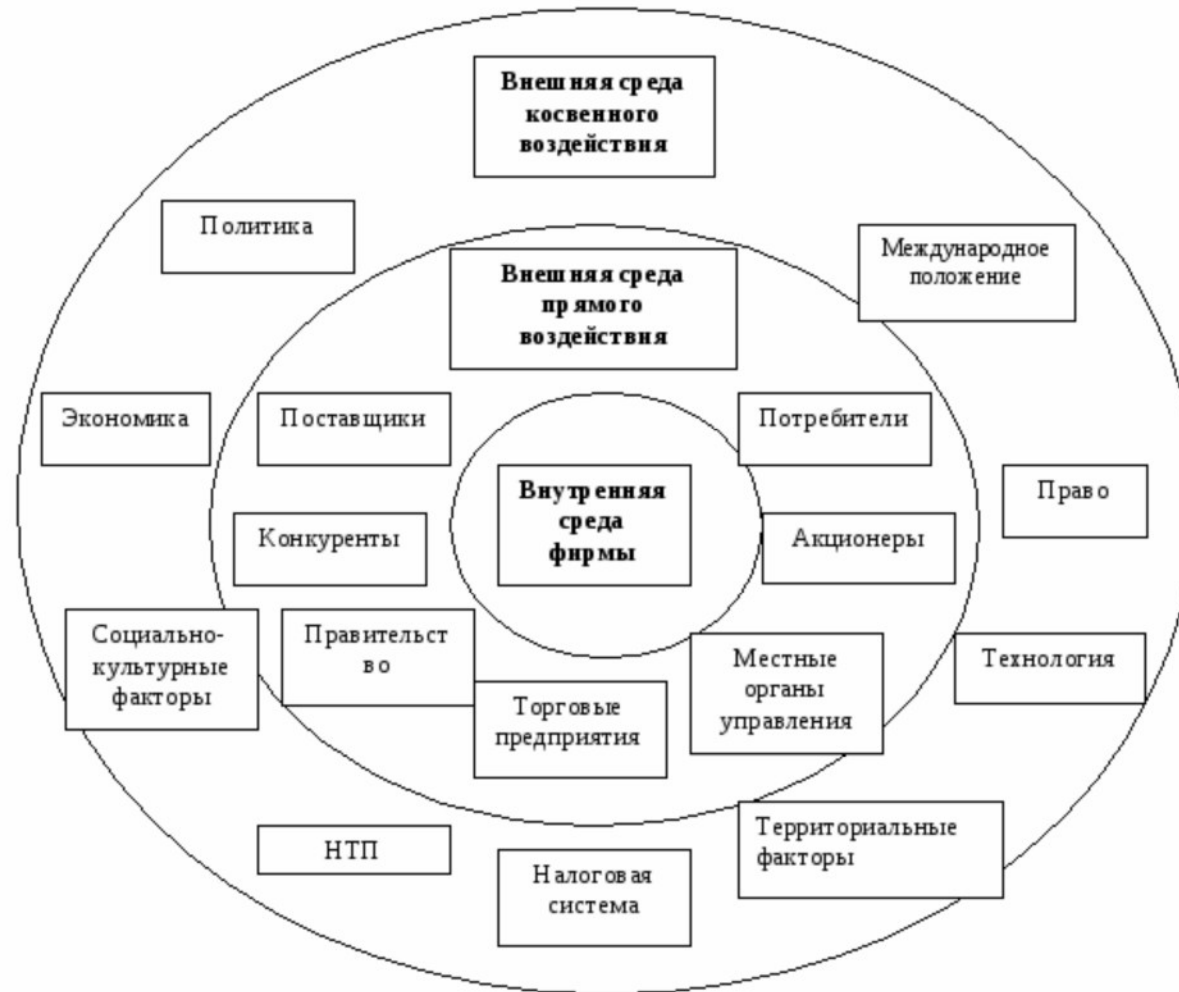 Внешняя среда
косвенного
воздействия
Политика
Международное
положение
Внешняя среда
прямого
воздействия
Экономика
Поставщики
Потребители
Право
Внутренняя
среда
фирмы
Конкуренты
Акционеры
Социально-
культурные
факторы
Правительст
во
Местные
органы
управления
Технология
Торговые
предприятия
Территориальные
факторы
НТП
Налоговая
система